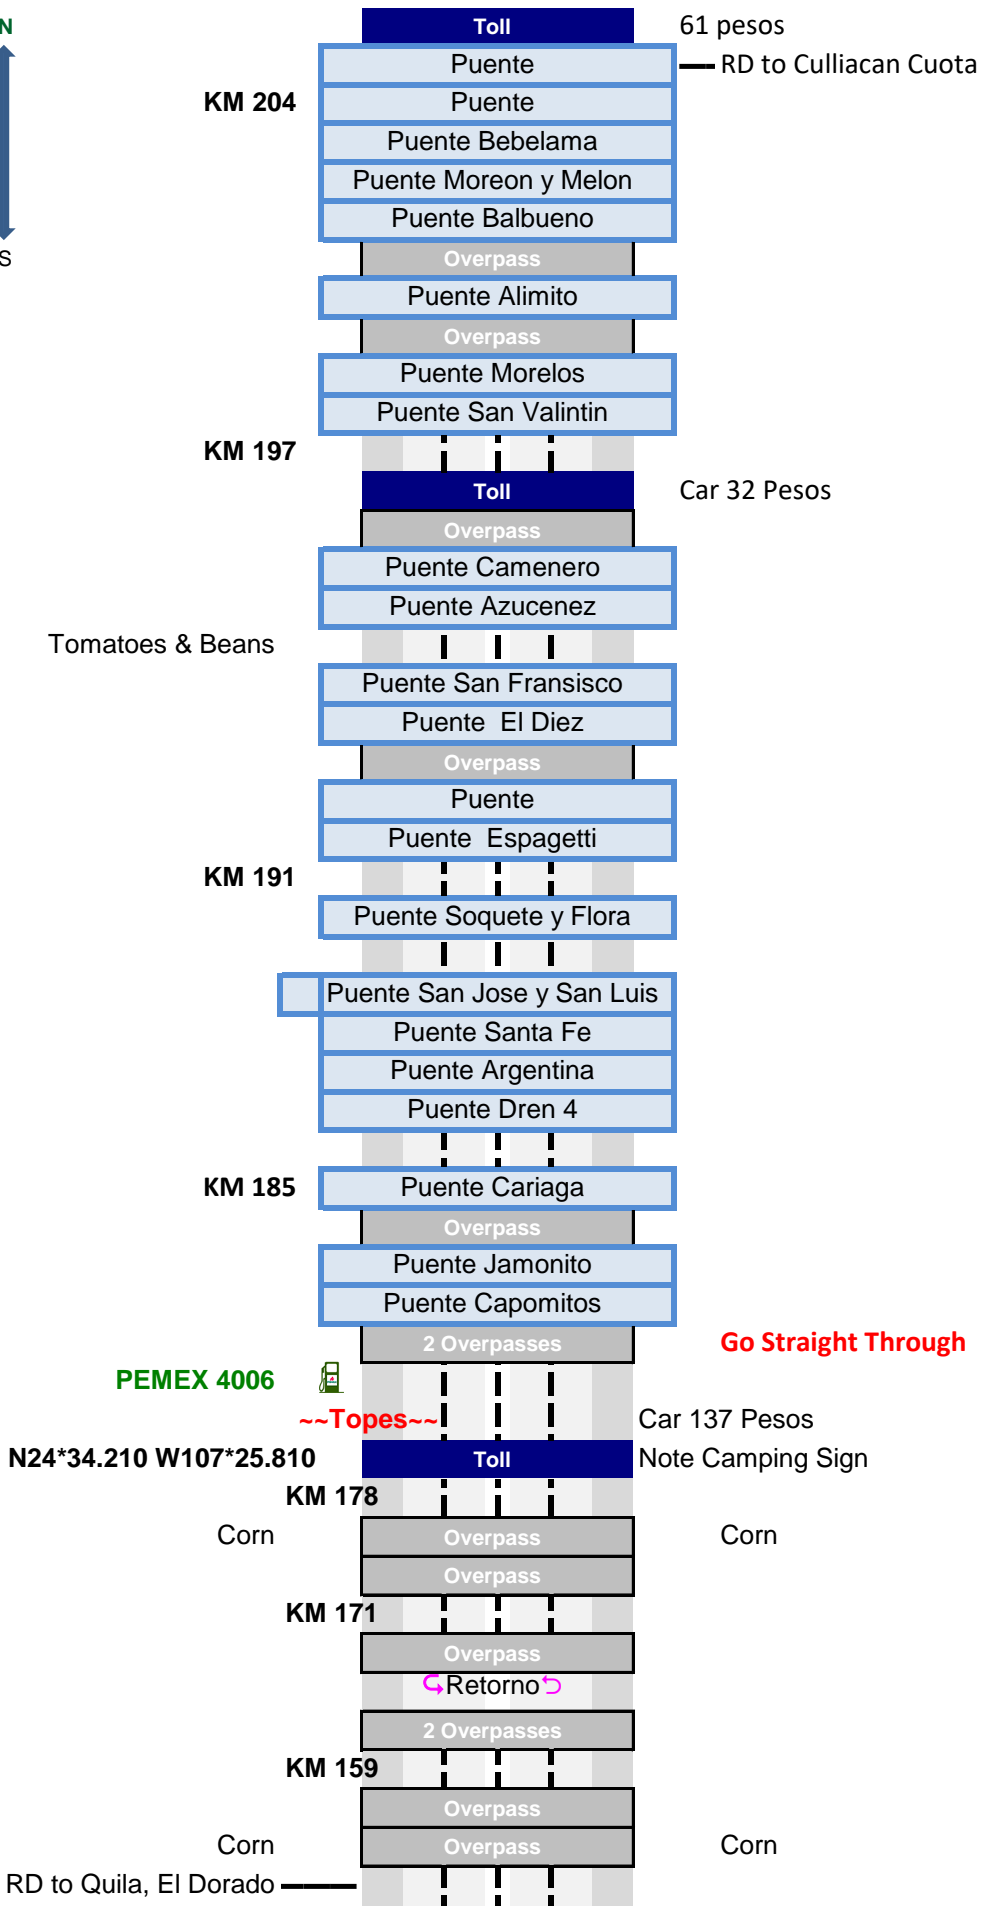 N Toll 61 pesos
Puente RD to Culliacan Cuota
KM 204 Puente
Puente Bebelama
Puente Moreon y Melon
Puente Balbueno
S Overpass
Puente Alimito
Overpass
Puente Morelos
Puente San Valintin
KM 197
Toll Car 32 Pesos
Overpass
Puente Camenero
Puente Azucenez
Tomatoes & Beans
Puente San Fransisco
Puente El Diez
Overpass
Puente
Puente Espagetti
KM 191
Puente Soquete y Flora
Puente San Jose y San Luis
Puente Santa Fe
Puente Argentina
Puente Dren 4
KM 185 Puente Cariaga
Overpass
Puente Jamonito
Puente Capomitos
2 Overpasses Go Straight Through
PEMEX 4006
~~Topes~~ Car 137 Pesos
N24*34.210 W107*25.810 Toll Note Camping Sign
KM 178
Corn Overpass Corn
Overpass
KM 171
Overpass
Retorno
2 Overpasses
KM 159
Overpass
Corn Overpass Corn
RD to Quila, El Dorado